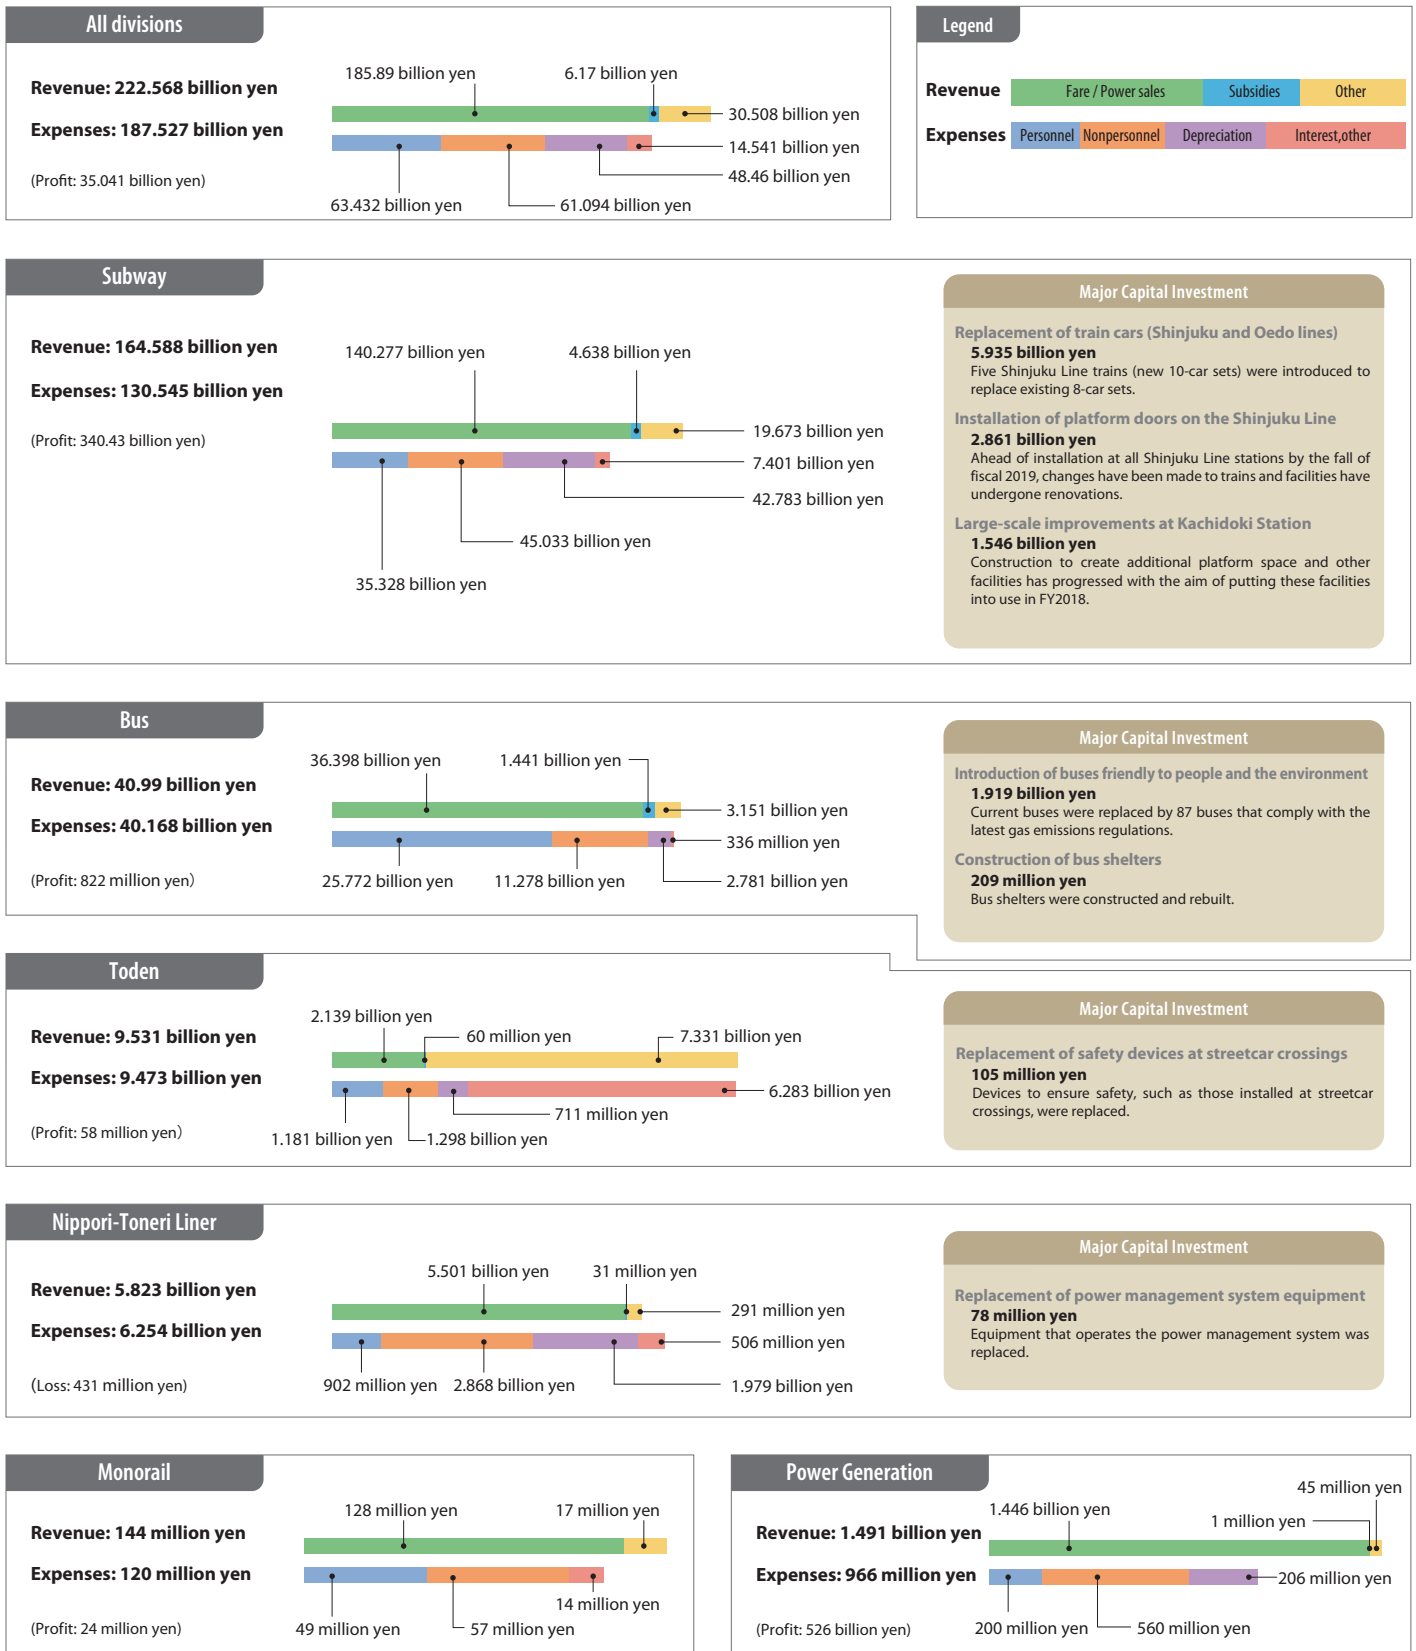 All divisions
Revenue: 222.568 billion yen
Expenses: 187.527 billion yen
(Profit: 35.041 billion yen)
185.89 billion yen
6.17 billion yen
30.508 billion yen
14.541 billion yen
48.46 billion yen
63.432 billion yen
61.094 billion yen
Legend
Revenue
Fare / Power sales
Subsidies
Other
Expenses
Personnel
Nonpersonnel
Depreciation
Interest,other
Subway
Revenue: 164.588 billion yen
Expenses: 130.545 billion yen
(Profit: 340.43 billion yen)
140.277 billion yen
4.638 billion yen
19.673 billion yen
7.401 billion yen
42.783 billion yen
45.033 billion yen
35.328 billion yen
Major Capital Investment
Replacement of train cars (Shinjuku and Oedo lines)
5.935 billion yen
Five Shinjuku Line trains (new 10-car sets) were introduced to
replace existing 8-car sets.
Installation of platform doors on the Shinjuku Line
2.861 billion yen
Ahead of installation at all Shinjuku Line stations by the fall of
fiscal 2019, changes have been made to trains and facilities have
undergone renovations.
Large-scale improvements at Kachidoki Station
1.546 billion yen
Construction to create additional platform space and other
facilities has progressed with the aim of putting these facilities
into use in FY2018.
Bus
Revenue: 40.99 billion yen
Expenses: 40.168 billion yen
(Profit: 822 million yen)
36.398 billion yen
1.441 billion yen
3.151 billion yen
336 million yen
25.772 billion yen
11.278 billion yen
2.781 billion yen
Major Capital Investment
Introduction of buses friendly to people and the environment
1.919 billion yen
Current buses were replaced by 87 buses that comply with the
latest gas emissions regulations.
Construction of bus shelters
209 million yen
Bus shelters were constructed and rebuilt.
Toden
Revenue: 9.531 billion yen
Expenses: 9.473 billion yen
(Profit: 58 million yen)
2.139 billion yen
60 million yen
7.331 billion yen
6.283 billion yen
711 million yen
1.181 billion yen
1.298 billion yen
Major Capital Investment
Replacement of safety devices at streetcar crossings
105 million yen
Devices to ensure safety, such as those installed at streetcar
crossings, were replaced.
Nippori-Toneri Liner
Revenue: 5.823 billion yen
Expenses: 6.254 billion yen
(Loss: 431 million yen)
5.501 billion yen
31 million yen
291 million yen
506 million yen
902 million yen
2.868 billion yen
1.979 billion yen
Major Capital Investment
Replacement of power management system equipment
78 million yen
Equipment that operates the power management system was
replaced.
Monorail
Revenue: 144 million yen
Expenses: 120 million yen
(Profit: 24 million yen)
128 million yen
17 million yen
14 million yen
49 million yen
57 million yen
Power Generation
Revenue: 1.491 billion yen
Expenses: 966 million yen
(Profit: 526 billion yen)
45 million yen
1.446 billion yen
1 million yen
206 million yen
200 million yen
560 million yen